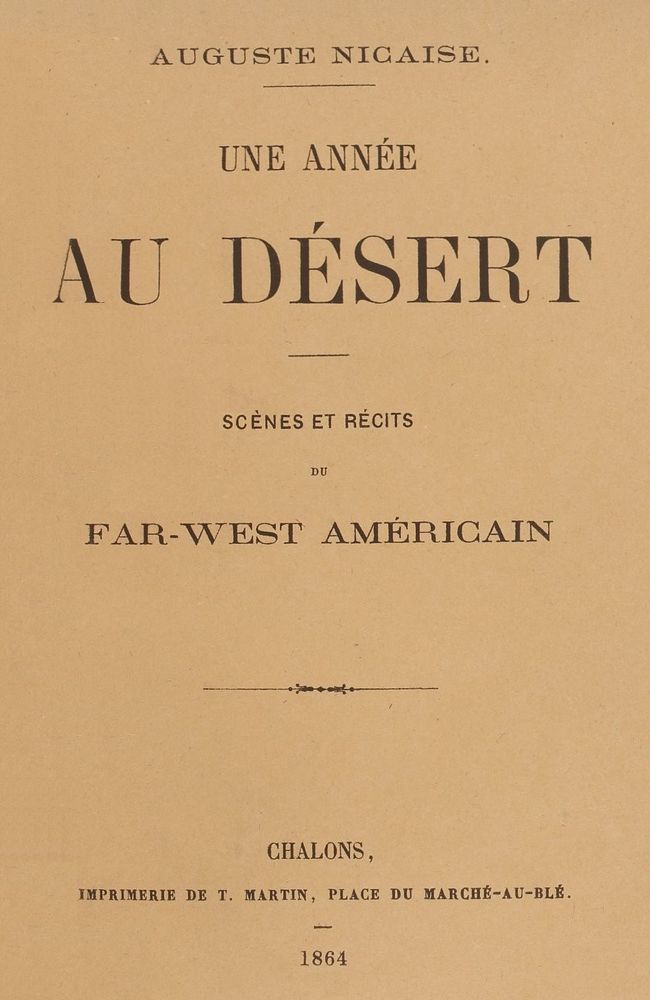 AUGUSTE NICAISE.
UNE ANNÉE
AU DÉSERT
SCÈNES ET RÉCITS
DU
FAR-WEST AMÉRICAIN
CHALONS,
IMPRIMERIE DE T. MARTIN, PLACE DU MARCHÉ-AU-BLÉ.
1864